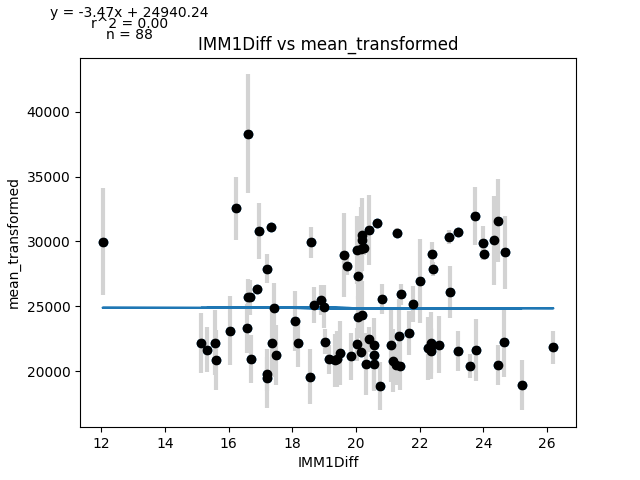 y = -3.47x + 24940.24
r^2 = 0.00
n = 88
IMM1Diff vs mean_transformed
40000
35000
30000
25000
20000
mean_transformed
12 14 16 18 20 22 24 26
IMM1Diff